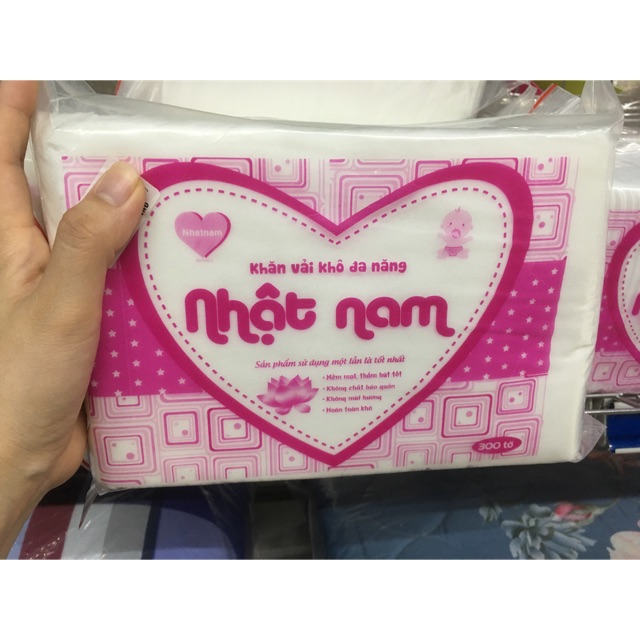 Nhatnam
Khăn vải khô đa năng
Nhật nam
Sản phẩm sử dụng một lần là tốt nhất
• Mềm mại, thấm hút tốt
• Không chất bảo quản
• Không mùi hương
• Hoàn toàn khô
300 tờ